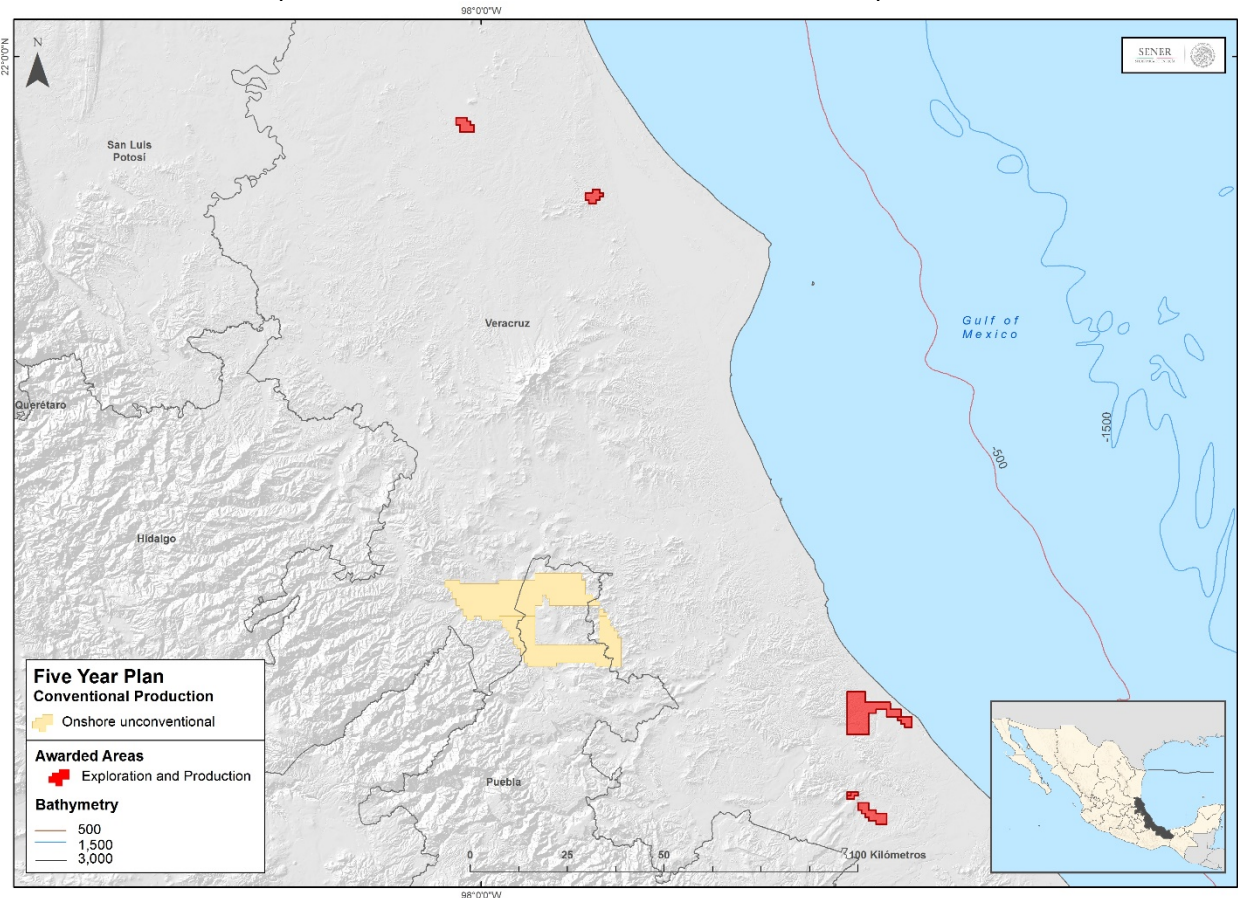 98°0'0"W
22°0'0"N
N
SENER
San Luis
Potosí
Veracruz
Gulf of
Mexico
Querétaro
-1500
-500
Hidalgo
Five Year Plan
Conventional Production
Onshore unconventional
Awarded Areas
Exploration and Production
Bathymetry
500
1,500
3,000
Puebla
0 25 50 100 Kilómetros
98°0'0"W